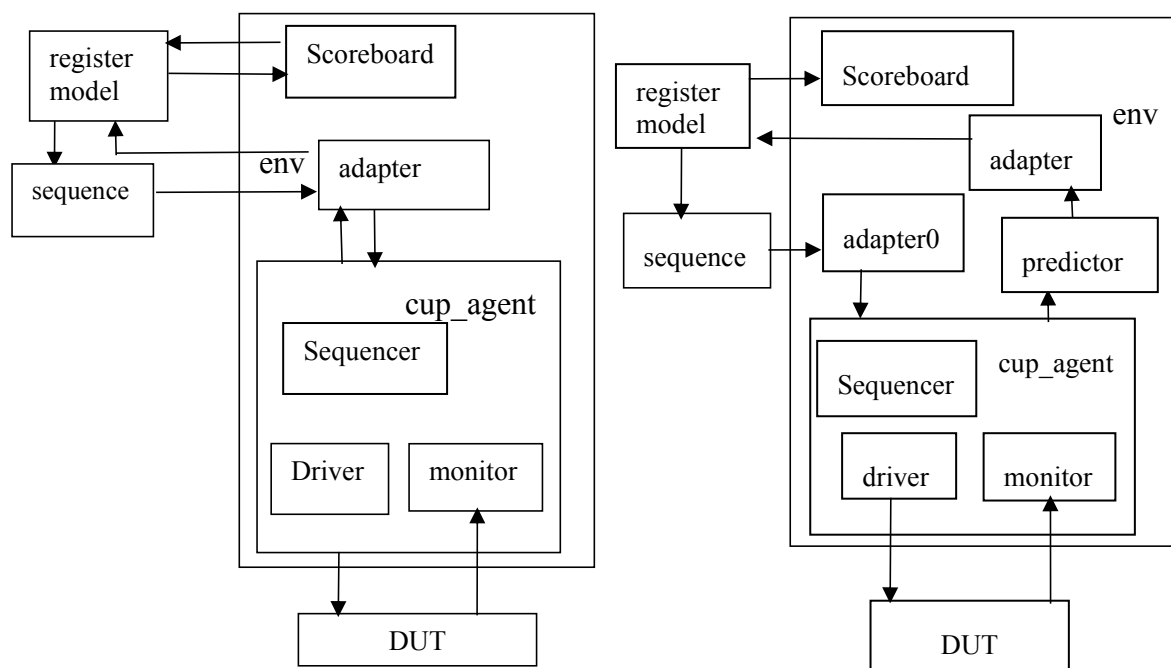 register
model
Scoreboard
env
adapter
sequence
cup_agent
Sequencer
Driver
monitor
DUT
register
model
Scoreboard
env
adapter
sequence
adapter0
predictor
cup_agent
Sequencer
driver
monitor
DUT